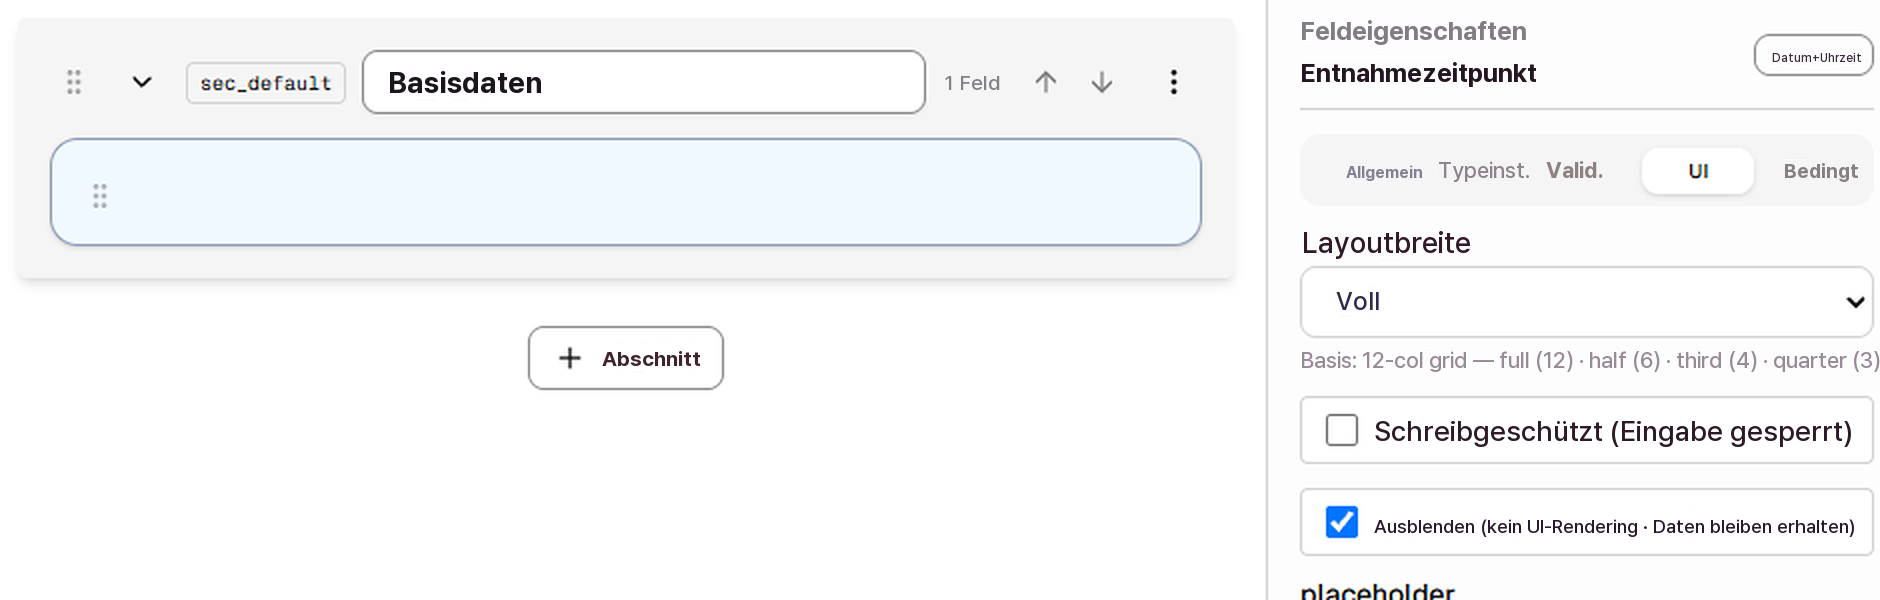 sec_default Basisdaten 1 Feld
Abschnitt
Feldeigenschaften
Entnahmezeitpunkt
Datum+Uhrzeit
Allgemein Typeinst. Valid. UI Bedingt
Layoutbreite
Voll
Basis: 12-col grid — full (12) · half (6) · third (4) · quarter (3)
Schreibgeschützt (Eingabe gesperrt)
Ausblenden (kein UI-Rendering · Daten bleiben erhalten)
placeholder